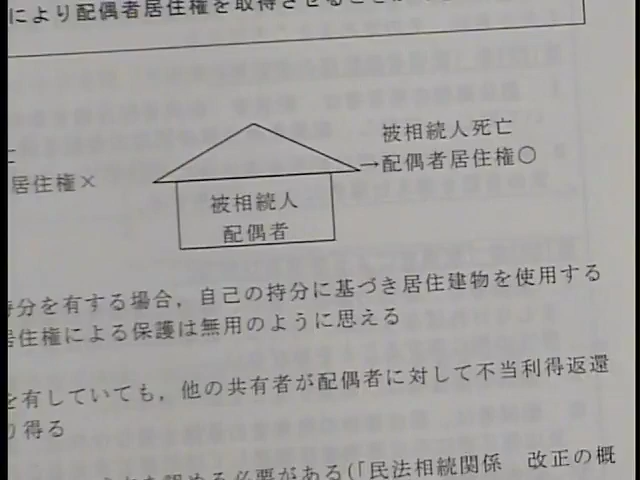 により配偶者居住権を取得させることが
被相続人死亡
亡
→配偶者居住権○
居住権×
被相続人
配偶者
持分を有する場合，自己の持分に基づき居住建物を使用する
居住権による保護は無用のように思える
を有していても，他の共有者が配偶者に対して不当利得返還
り得る
を認める必要がある(「民法相続関係　改正の概